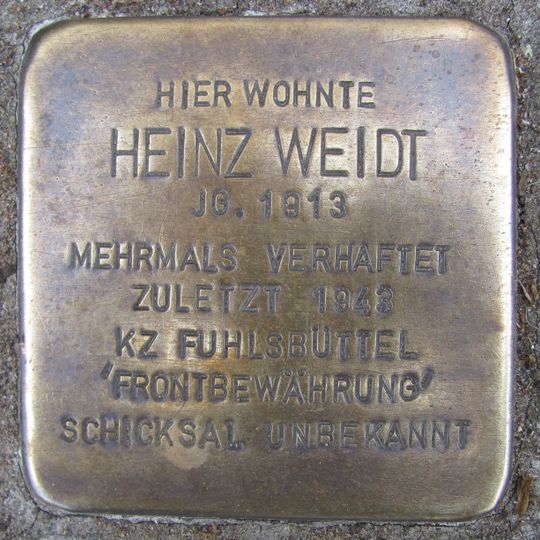 HIER WOHNTE
HEINZ WEIDT
JG. 1913
MEHRMALS VERHAFTET
ZULETZT 1943
KZ FUHLSBÜTTEL
'FRONTBEWÄHRUNG'
SCHICKSAL UNBEKANNT